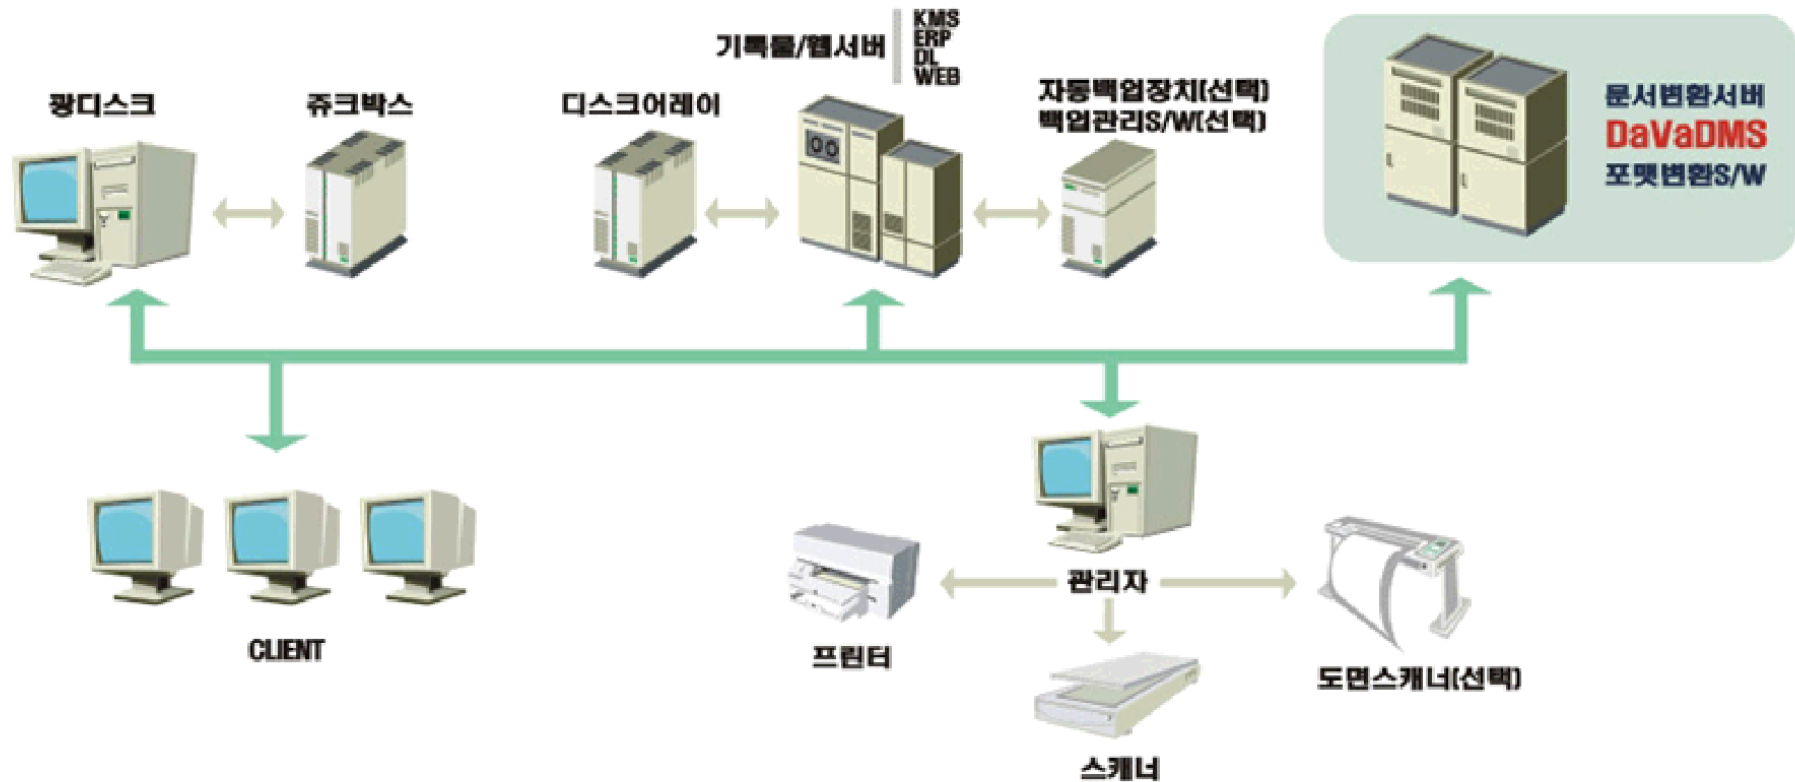 광디스크
쥬크박스
디스크어레이
기록물/웹서버
KMS
ERP
DL
WEB
자동백업장치(선택)
백업관리S/W(선택)
문서변환서버
DaVaDMS
포맷변환S/W
CLIENT
관리자
프린터
스캐너
도면스캐너(선택)